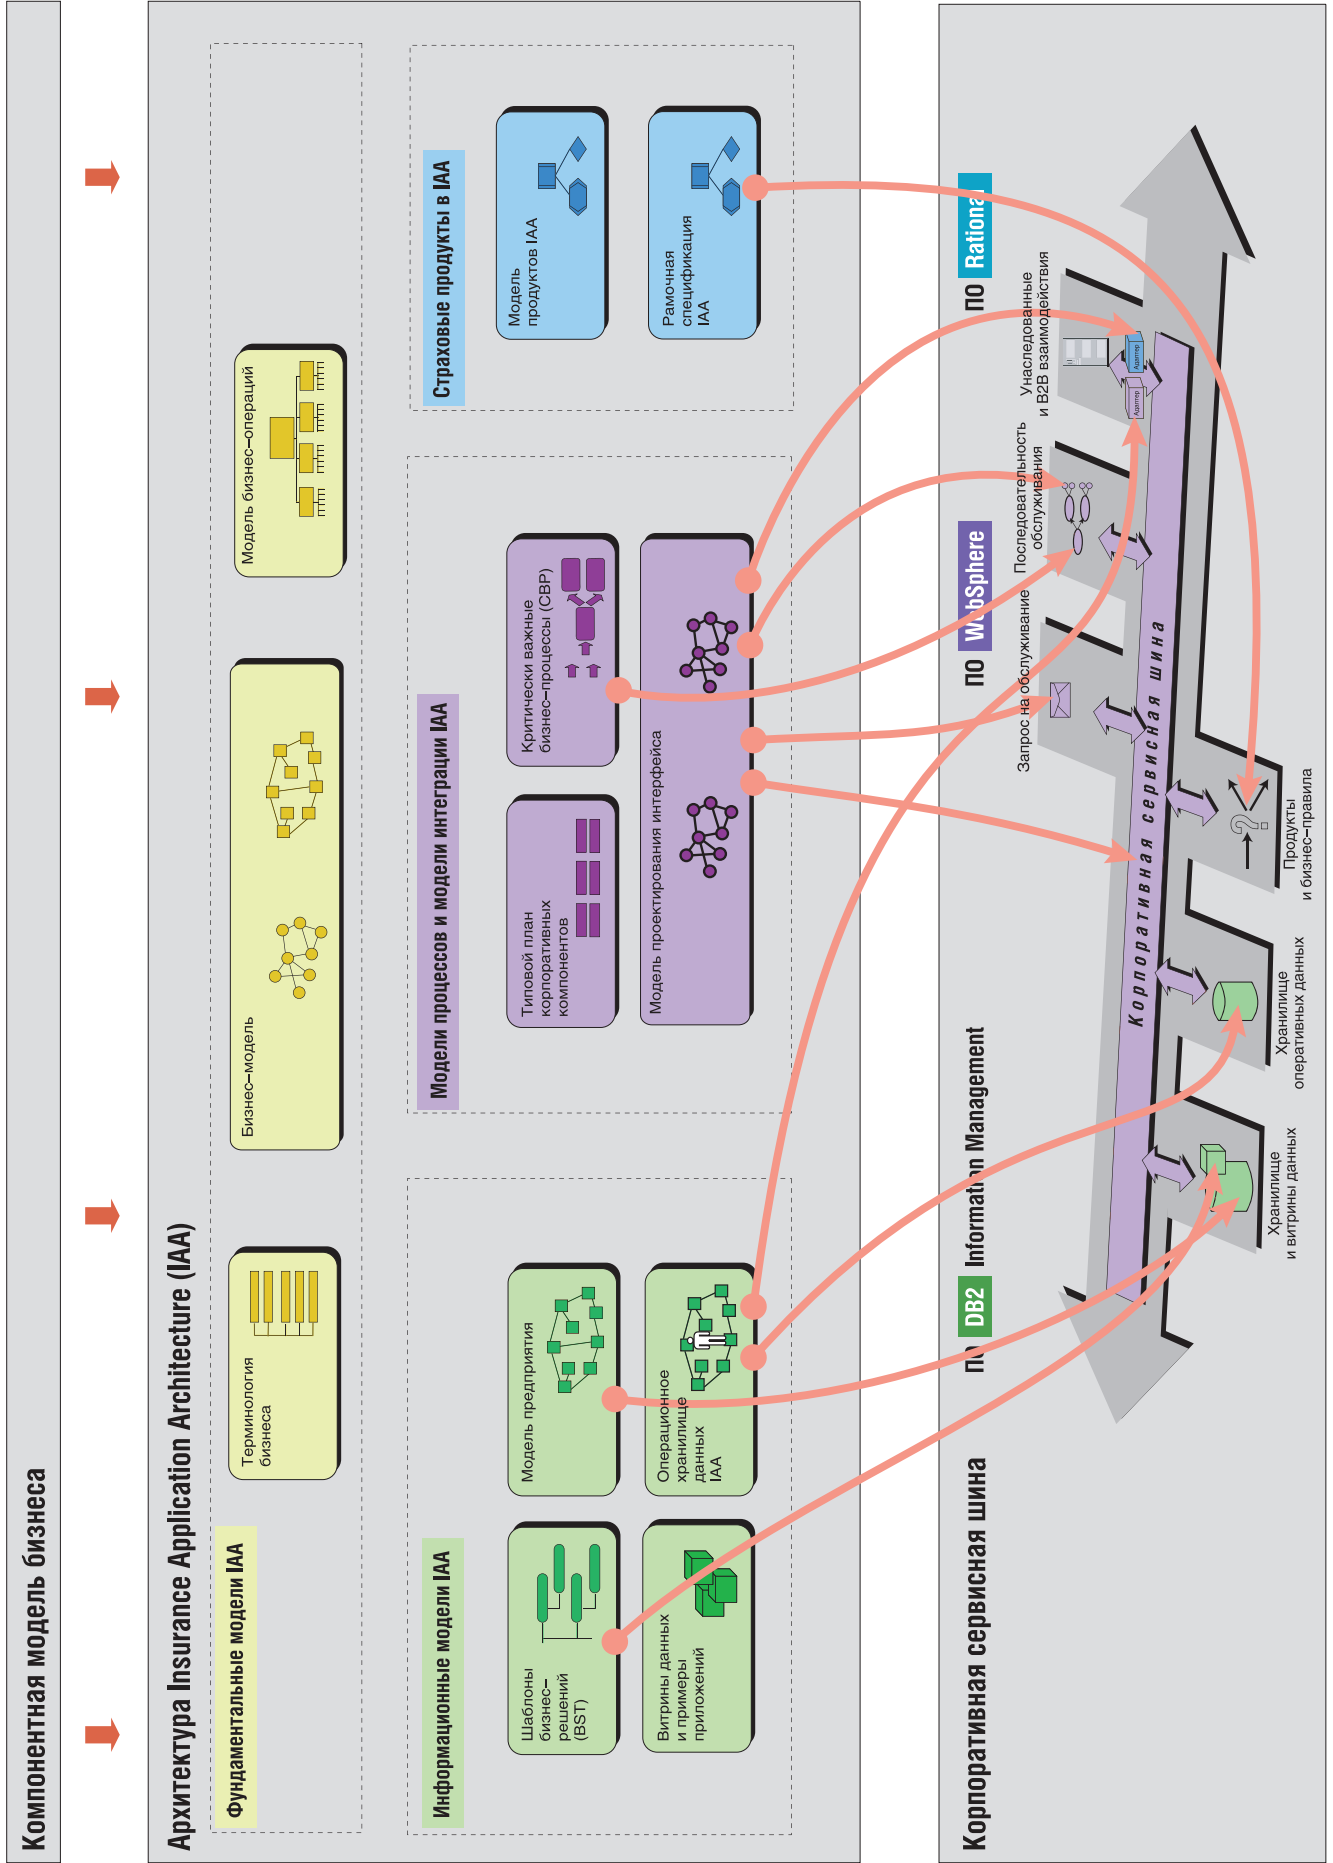 Компонентная модель бизнеса
Архитектура Insurance Application Architecture (IAA)
Фундаментальные модели IAA
Терминология
бизнеса
Бизнес–модель
Модель бизнес–операций
Информационные модели IAA
Шаблоны
бизнес–
решений
(BST)
Модель предприятия
Витрины данных
и примеры
приложений
Операционное
хранилище
данных
IAA
Модели процессов и модели интеграции IAA
Типовой план
корпоративных
компонентов
Критически важные
бизнес–процессы (CBP)
Модель проектирования интерфейса
Страховые продукты в IAA
Модель
продуктов IAA
Рамочная
спецификация
IAA
Корпоративная сервисная шина
ПО DB2 Information Management
ПО WebSphere
ПО Rational
Запрос на обслуживание
Последовательность
обслуживания
Унаследованные
и B2B взаимодействия
Адаптер
Адаптер
Корпоративная сервисная шина
Хранилище
и витрины данных
Хранилище
оперативных данных
Продукты
и бизнес–правила